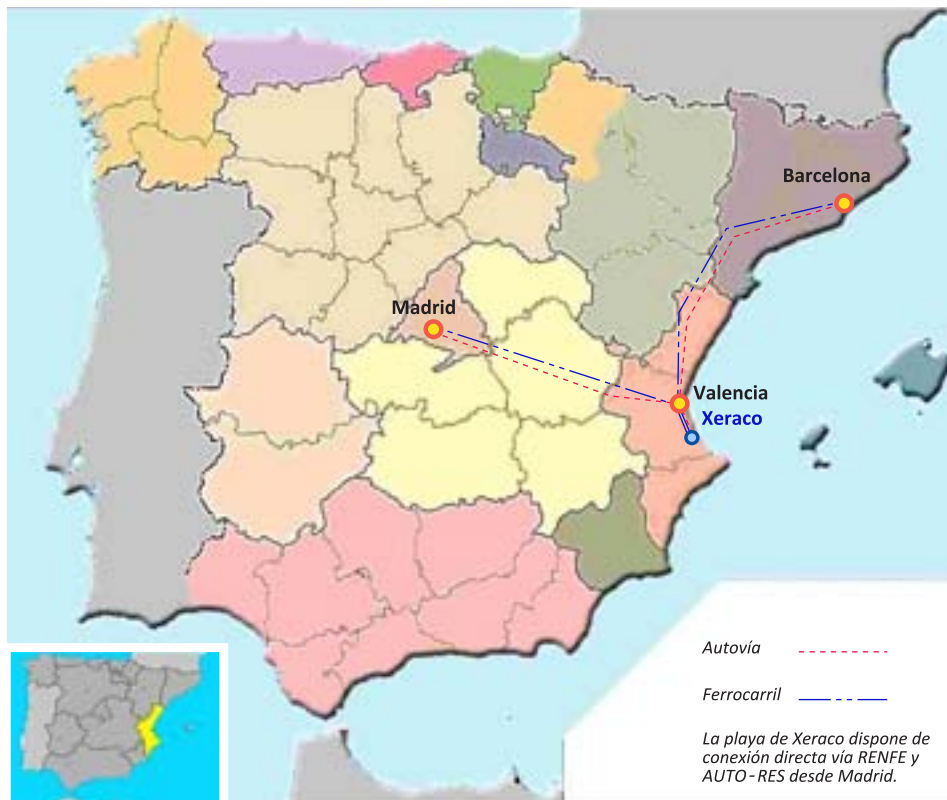 Barcelona
Madrid
Valencia
Xeraco
Autovía
Ferrocarril
La playa de Xeraco dispone de
conexión directa vía RENFE y
AUTO-RES desde Madrid.